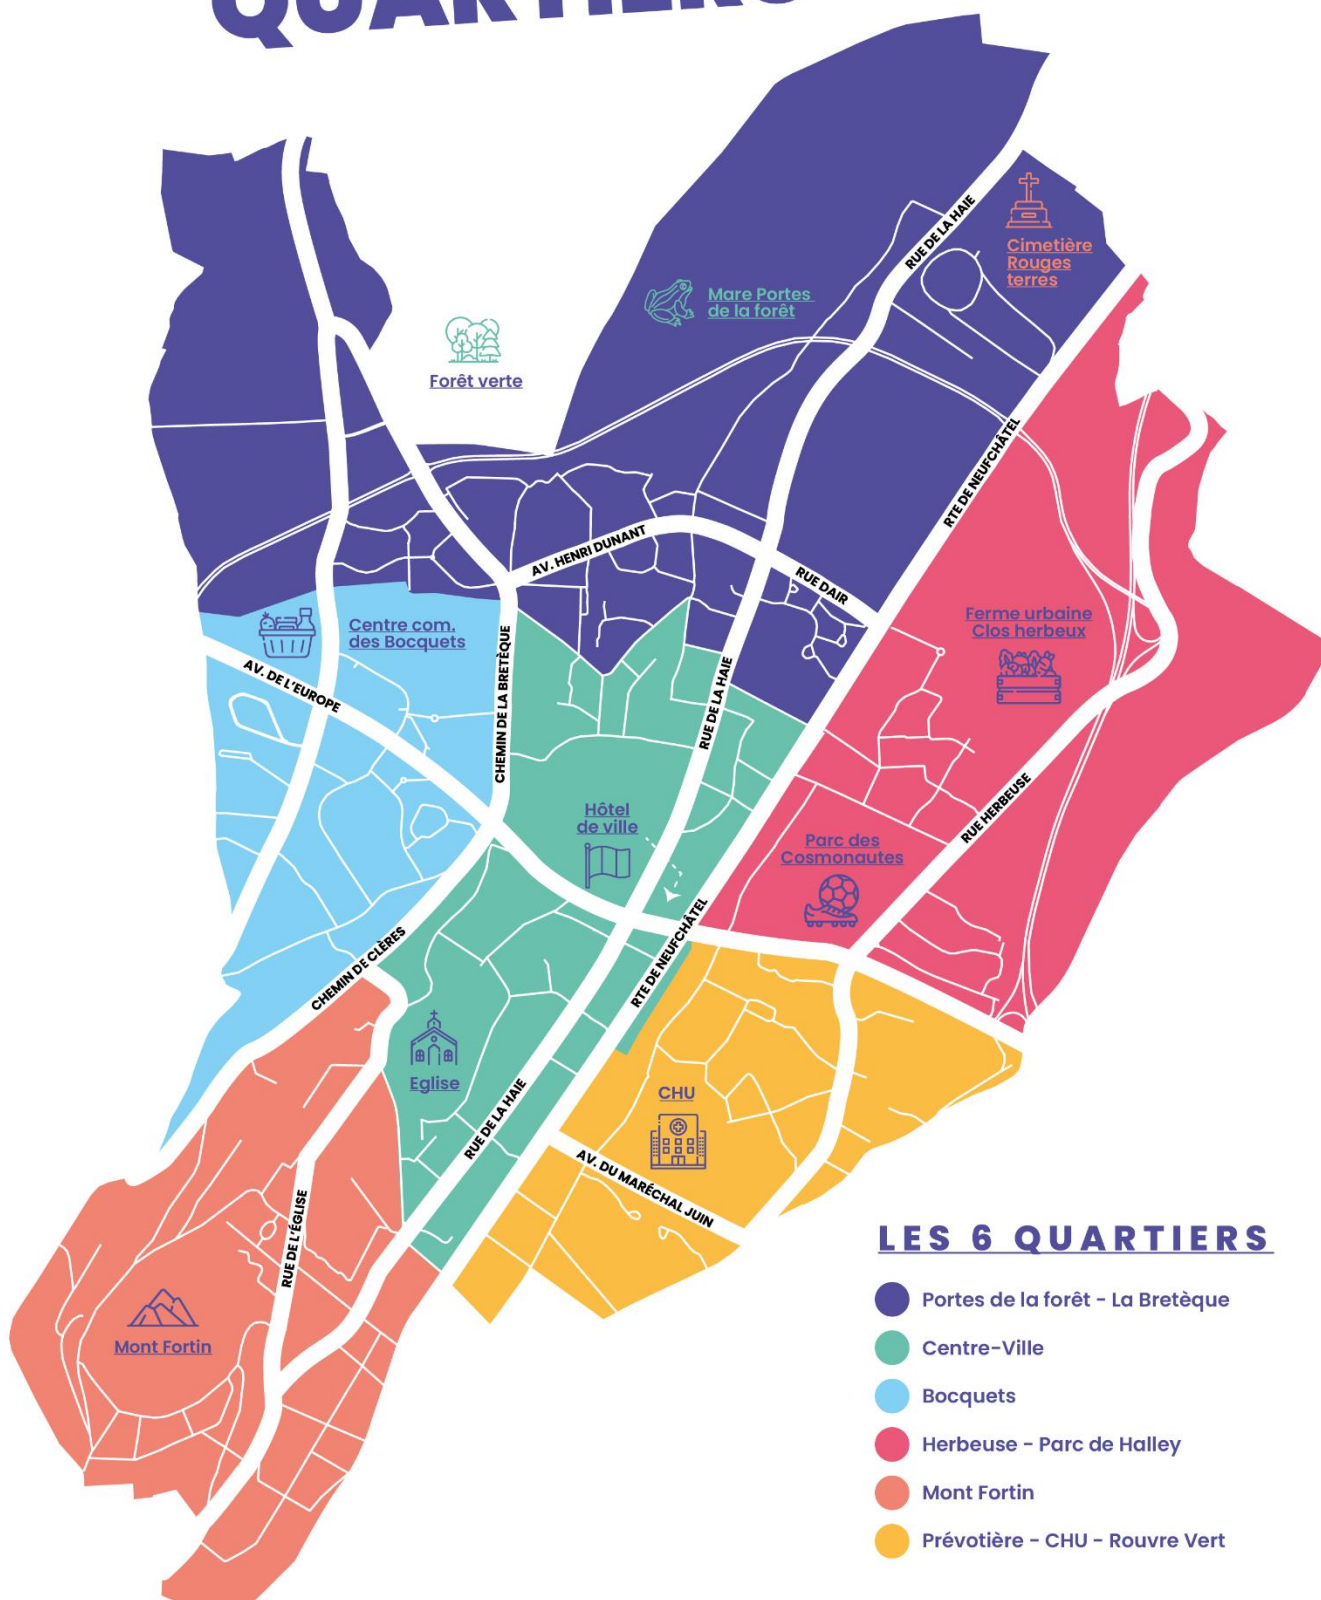 QUARTIERS
RUE DE LA HAIE
Cimetière
Rouges
terres
Mare Portes
de la forêt
Forêt verte
RTE DE NEUFCHÂTEL
AV. HENRI DUNANT
RUE DAIR
Centre com.
des Bocquets
Ferme urbaine
Clos herbeux
AV. DE L'EUROPE
CHEMIN DE LA BRETÈQUE
RUE DE LA HAIE
Hôtel
de ville
RUE HERBEUSE
Parc des
Cosmonautes
CHEMIN DE CLÈRES
RTE DE NEUFCHÂTEL
Eglise
CHU
RUE DE LA HAIE
AV. DU MARÉCHAL JUIN
RUE DE L'ÉGLISE
Mont Fortin
LES 6 QUARTIERS
Portes de la forêt - La Bretèque
Centre-Ville
Bocquets
Herbeuse - Parc de Halley
Mont Fortin
Prévotière - CHU - Rouvre Vert